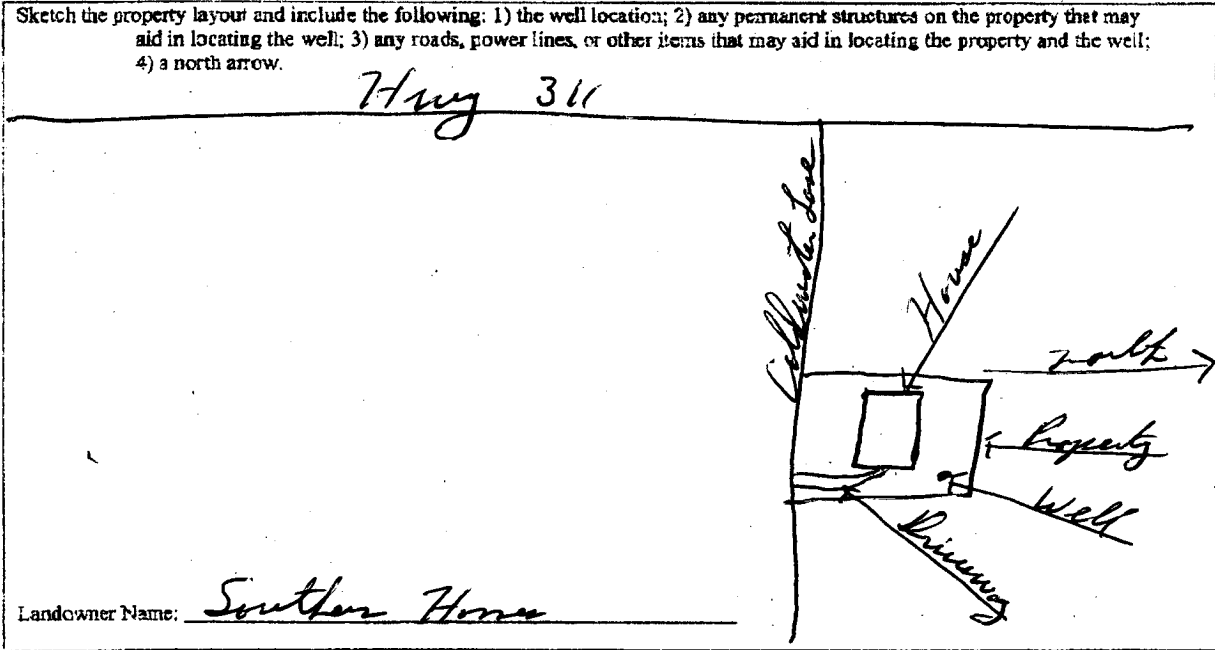 Sketch the property layout and include the following: 1) the well location; 2) any permanent structures on the property that may
aid in locating the well; 3) any roads, power lines, or other items that may aid in locating the property and the well;
4) a north arrow.
Hwy 311
Coldwater Lane
House
north
Property
Well
Driveway
Landowner Name: Southern Homes